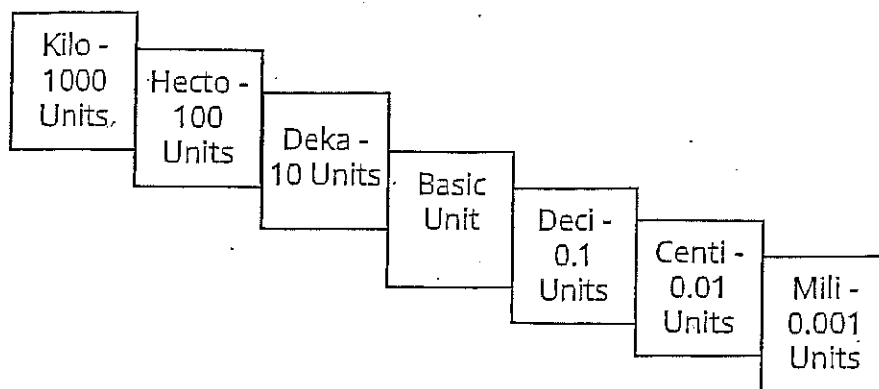 Kilo -
1000
Units
Hecto -
100
Units
Deka -
10 Units
Basic
Unit
Deci -
0.1
Units
Centi -
0.01
Units
Mili -
0.001
Units